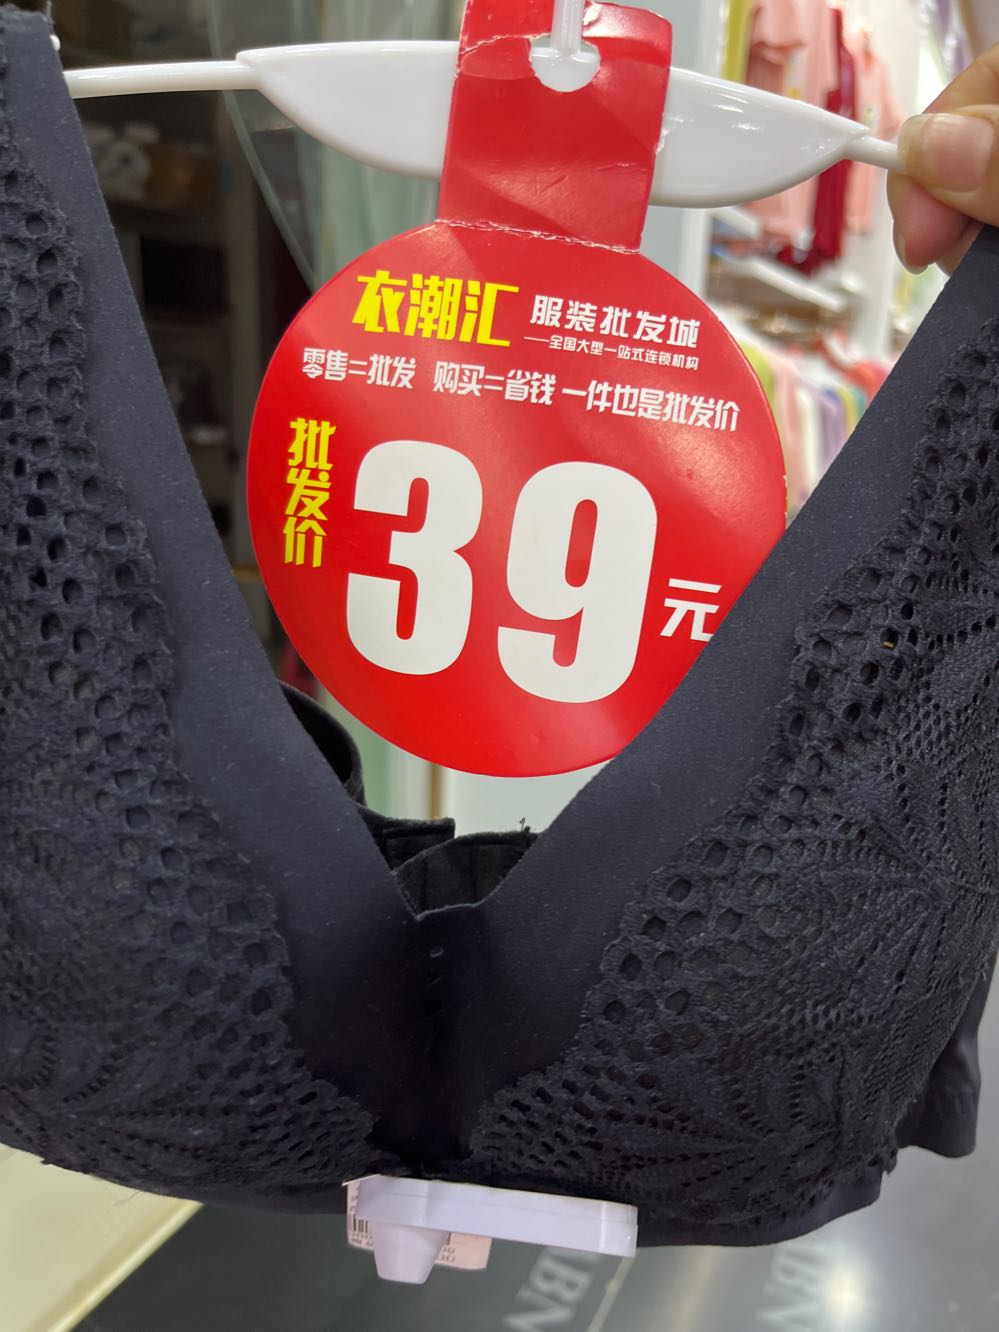 衣潮汇 服装批发城
——全国大型一站式连锁机构
零售=批发 购买=省钱 一件也是批发价
批发价
39元